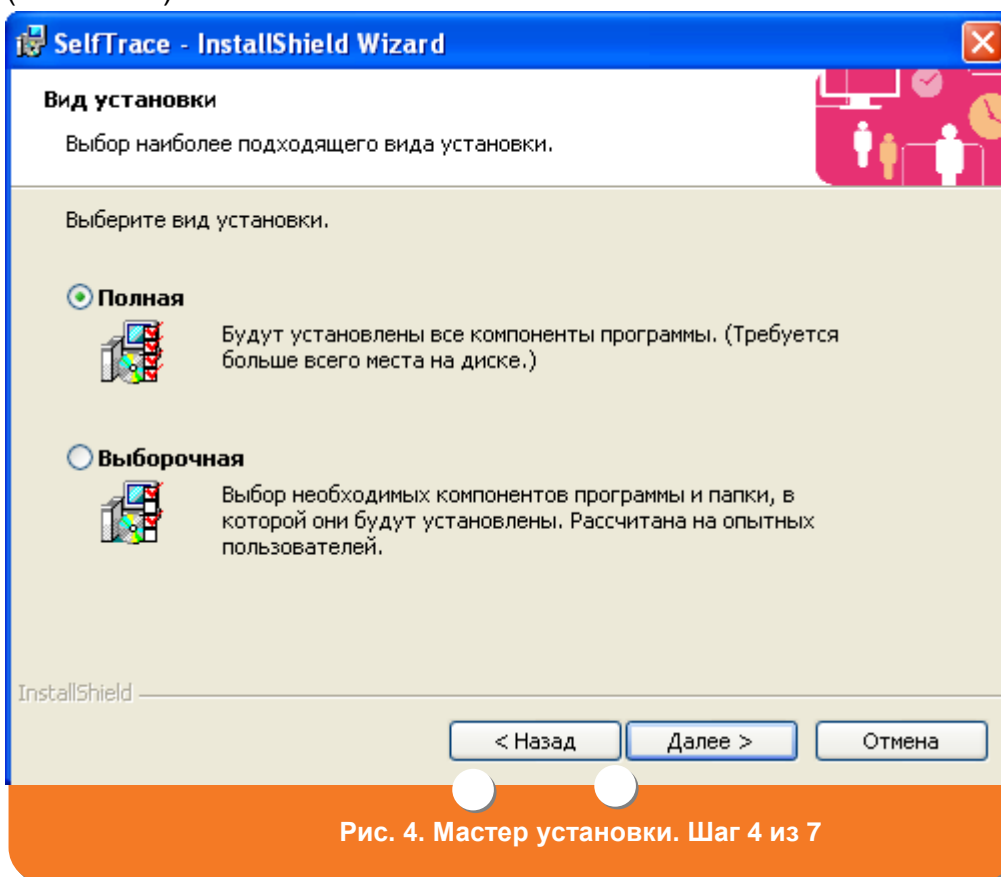 SelfTrace - InstallShield Wizard
Вид установки
Выбор наиболее подходящего вида установки.
Выберите вид установки.
Полная
Будут установлены все компоненты программы. (Требуется
больше всего места на диске.)
Выборочная
Выбор необходимых компонентов программы и папки, в
которой они будут установлены. Рассчитана на опытных
пользователей.
InstallShield
< Назад
Далее >
Отмена
Рис. 4. Мастер установки. Шаг 4 из 7